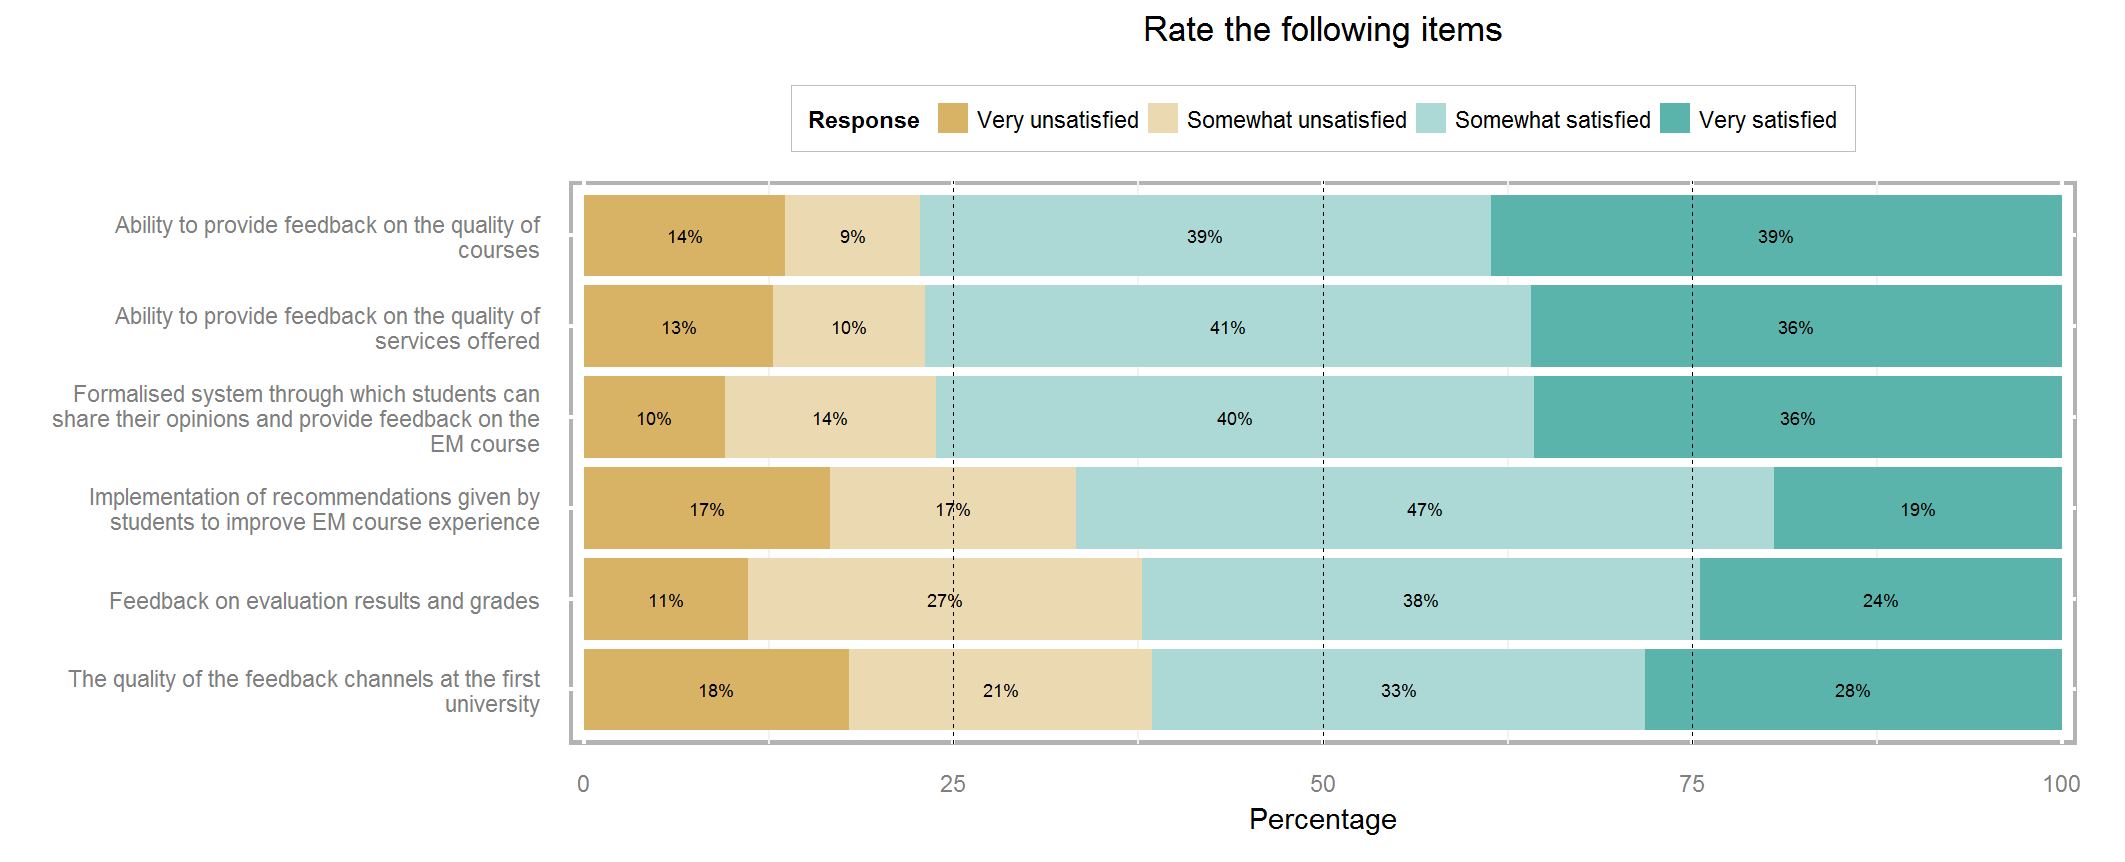 Rate the following items
Response Very unsatisfied Somewhat unsatisfied Somewhat satisfied Very satisfied
Ability to provide feedback on the quality of
courses
14% 9% 39% 39%
Ability to provide feedback on the quality of
services offered
13% 10% 41% 36%
Formalised system through which students can
share their opinions and provide feedback on the
EM course
10% 14% 40% 36%
Implementation of recommendations given by
students to improve EM course experience
17% 17% 47% 19%
Feedback on evaluation results and grades
11% 27% 38% 24%
The quality of the feedback channels at the first
university
18% 21% 33% 28%
0 25 50 75 100
Percentage